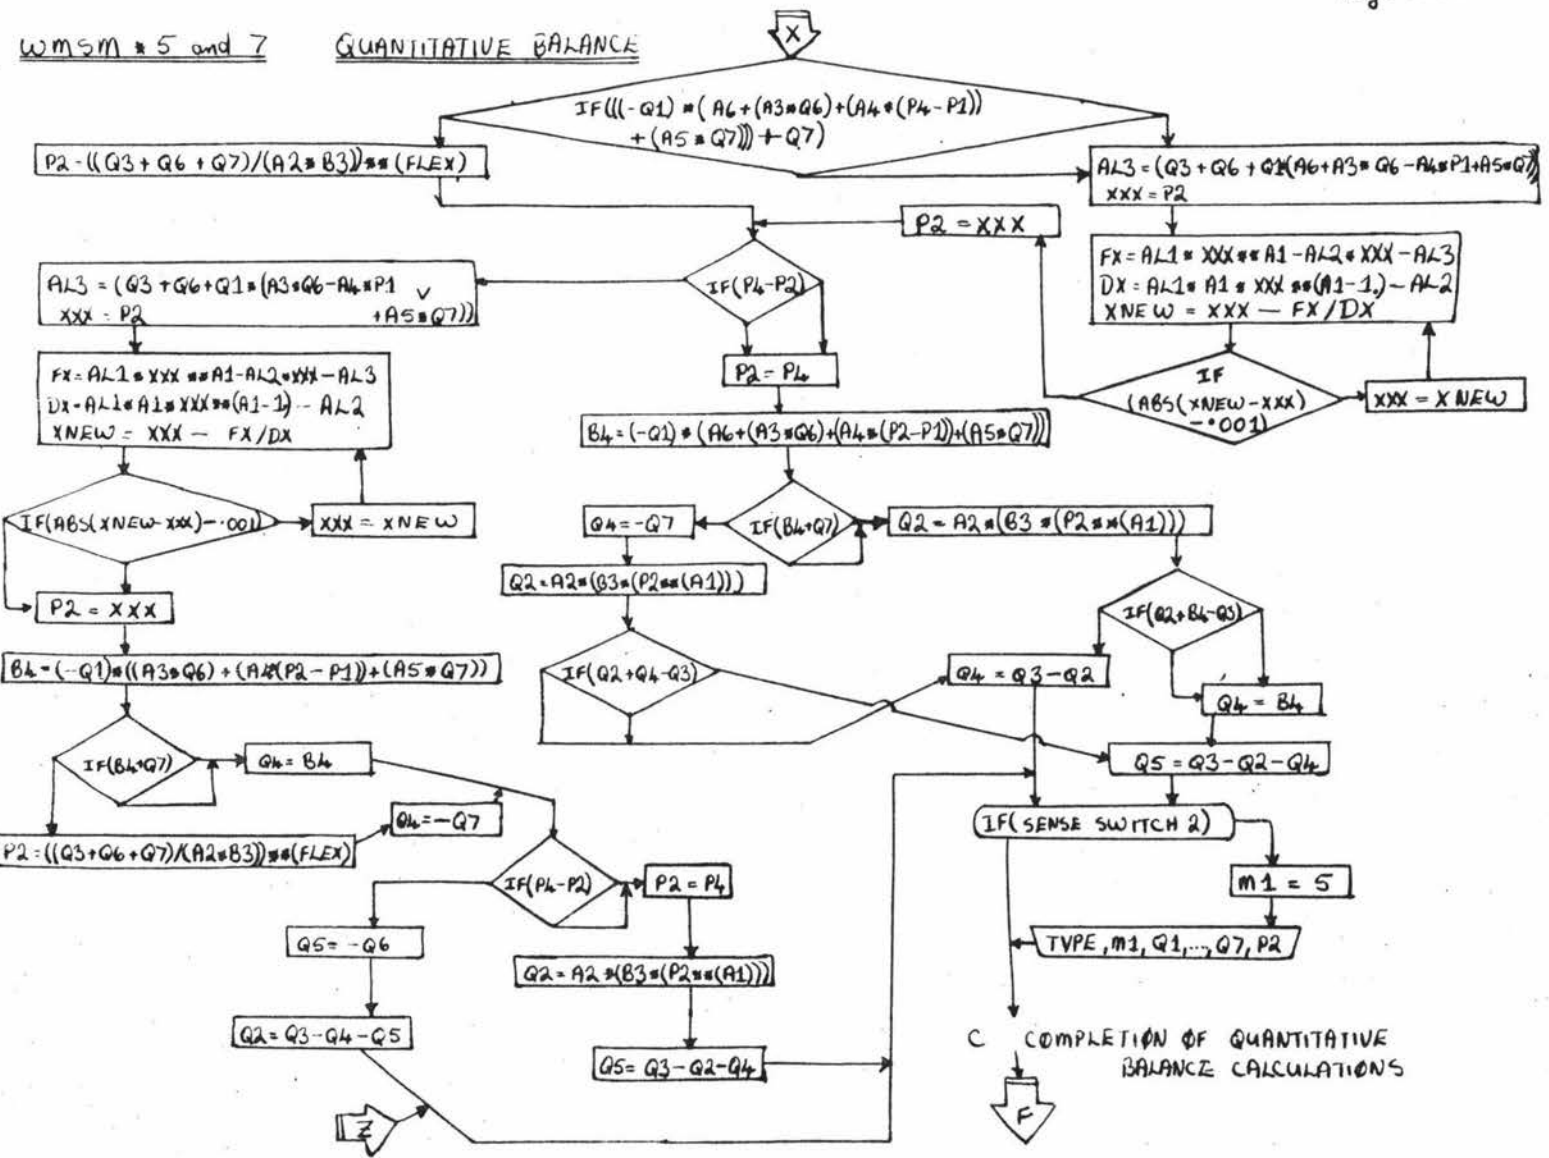 WMSM * 5 and 7
QUANTITATIVE BALANCE
X
IF(((-Q1) * (A6+(A3*Q6)+(A4*(P4-P1))
+(A5*Q7))) + Q7)
P2-((Q3+Q6+Q7)/(A2*B3))**(FLEX)
AL3=(Q3+Q6+Q1*(A6+A3*Q6-A4*P1+A5*Q7))
XXX=P2
P2=XXX
FX=AL1*XXX**A1-AL2*XXX-AL3
DX=AL1*A1*XXX**(A1-1.)-AL2
XNEW = XXX - FX/DX
IF
(ABS(XNEW-XXX)
-.001)
XXX = XNEW
IF(P4-P2)
AL3=(Q3+Q6+Q1*(A3*Q6-A4*P1
XXX=P2
+A5*Q7))
FX=AL1*XXX**A1-AL2*XXX-AL3
DX-AL1*A1*XXX**(A1-1.)-AL2
XNEW = XXX - FX/DX
IF(ABS(XNEW-XXX)-.001)
XXX = XNEW
P2 = XXX
P2=P4
B4=(-Q1)*(A6+(A3*Q6)+(A4*(P2-P1))+(A5*Q7))
IF(B4+Q7)
Q4=-Q7
Q2 = A2*(B3*(P2**(A1)))
Q2=A2*(B3*(P2**(A1)))
IF(Q2+B4-Q3)
IF(Q2+Q4-Q3)
Q4 = Q3-Q2
Q4 = B4
Q5 = Q3-Q2-Q4
B4=(-Q1)*((A3*Q6)+(A4*(P2-P1))+(A5*Q7))
IF(B4+Q7)
Q4=B4
Q4=-Q7
P2=((Q3+Q6+Q7)/(A2*B3))**(FLEX)
IF(P4-P2)
P2=P4
IF(SENSE SWITCH 2)
M1 = 5
TYPE, M1, Q1,..., Q7, P2
Q5=-Q6
Q2=A2*(B3*(P2**(A1)))
Q2=Q3-Q4-Q5
Q5= Q3-Q2-Q4
C COMPLETION OF QUANTITATIVE
BALANCE CALCULATIONS
Z
F